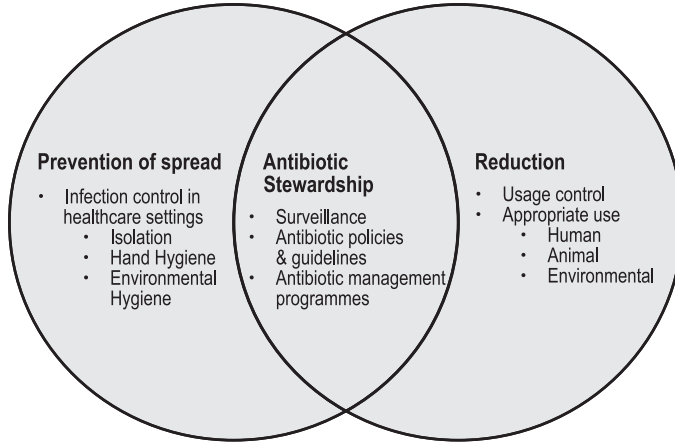 Prevention of spread
• Infection control in
healthcare settings
• Isolation
• Hand Hygiene
• Environmental
Hygiene
Antibiotic
Stewardship
• Surveillance
• Antibiotic policies
& guidelines
• Antibiotic management
programmes
Reduction
• Usage control
• Appropriate use
• Human
• Animal
• Environmental